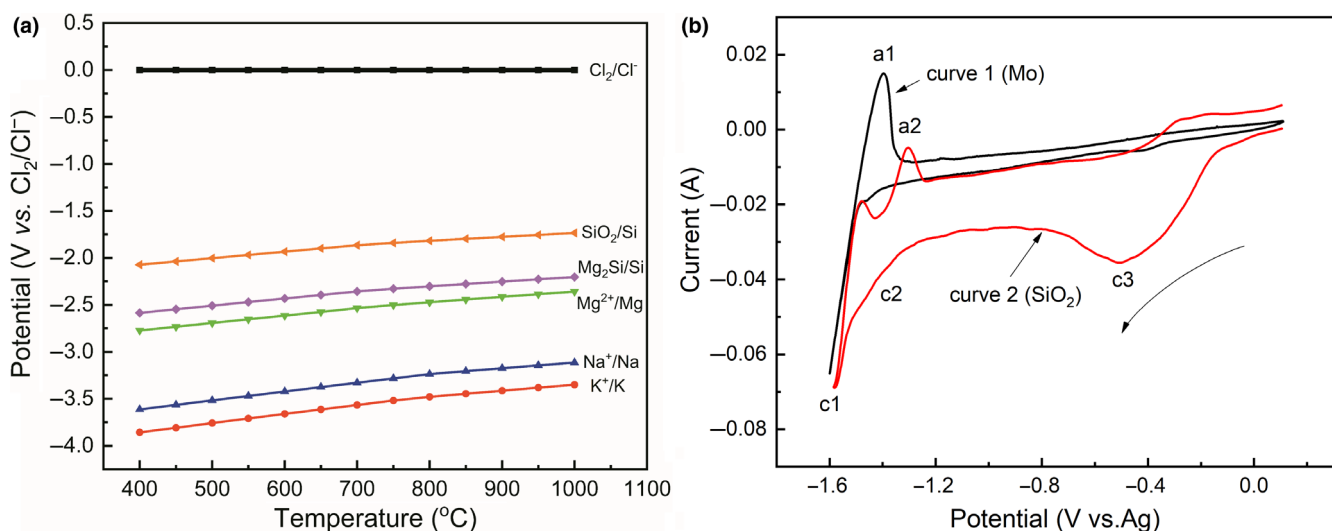 (a)
0.5
0.0
–0.5
–1.0
–1.5
–2.0
–2.5
–3.0
–3.5
–4.0
Potential (V vs. Cl₂/Cl⁻)
Cl₂/Cl⁻
SiO₂/Si
Mg₂Si/Si
Mg²⁺/Mg
Na⁺/Na
K⁺/K
400 500 600 700 800 900 1000 1100
Temperature (°C)
(b)
0.02
0.00
–0.02
–0.04
–0.06
–0.08
Current (A)
a1
curve 1 (Mo)
a2
c2
curve 2 (SiO₂)
c3
c1
–1.6 –1.2 –0.8 –0.4 0.0
Potential (V vs.Ag)